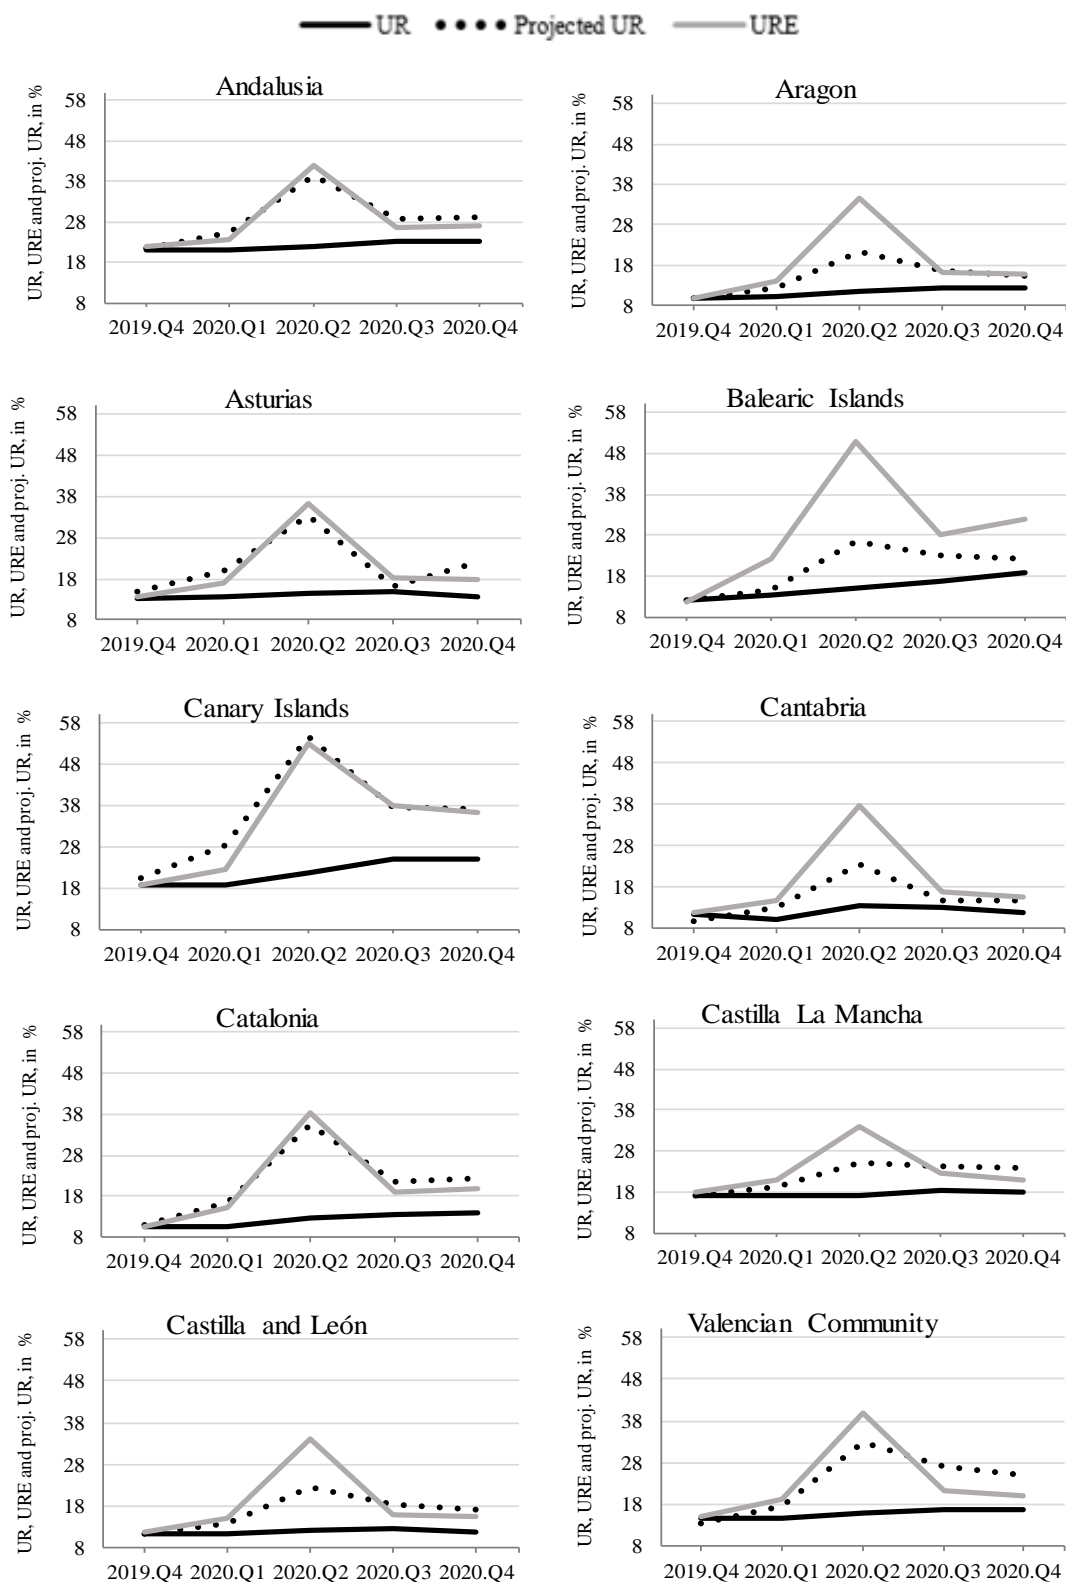 UR Projected UR URE
Andalusia
UR, URE and proj. UR, in %
58
48
38
28
18
8
2019.Q4 2020.Q1 2020.Q2 2020.Q3 2020.Q4
Aragon
UR, URE and proj. UR, in %
58
48
38
28
18
8
2019.Q4 2020.Q1 2020.Q2 2020.Q3 2020.Q4
Asturias
UR, URE and proj. UR, in %
58
48
38
28
18
8
2019.Q4 2020.Q1 2020.Q2 2020.Q3 2020.Q4
Balearic Islands
UR, URE and proj. UR, in %
58
48
38
28
18
8
2019.Q4 2020.Q1 2020.Q2 2020.Q3 2020.Q4
Canary Islands
UR, URE and proj. UR, in %
58
48
38
28
18
8
2019.Q4 2020.Q1 2020.Q2 2020.Q3 2020.Q4
Cantabria
UR, URE and proj. UR, in %
58
48
38
28
18
8
2019.Q4 2020.Q1 2020.Q2 2020.Q3 2020.Q4
Catalonia
UR, URE and proj. UR, in %
58
48
38
28
18
8
2019.Q4 2020.Q1 2020.Q2 2020.Q3 2020.Q4
Castilla La Mancha
UR, URE and proj. UR, in %
58
48
38
28
18
8
2019.Q4 2020.Q1 2020.Q2 2020.Q3 2020.Q4
Castilla and León
UR, URE and proj. UR, in %
58
48
38
28
18
8
2019.Q4 2020.Q1 2020.Q2 2020.Q3 2020.Q4
Valencian Community
UR, URE and proj. UR, in %
58
48
38
28
18
8
2019.Q4 2020.Q1 2020.Q2 2020.Q3 2020.Q4